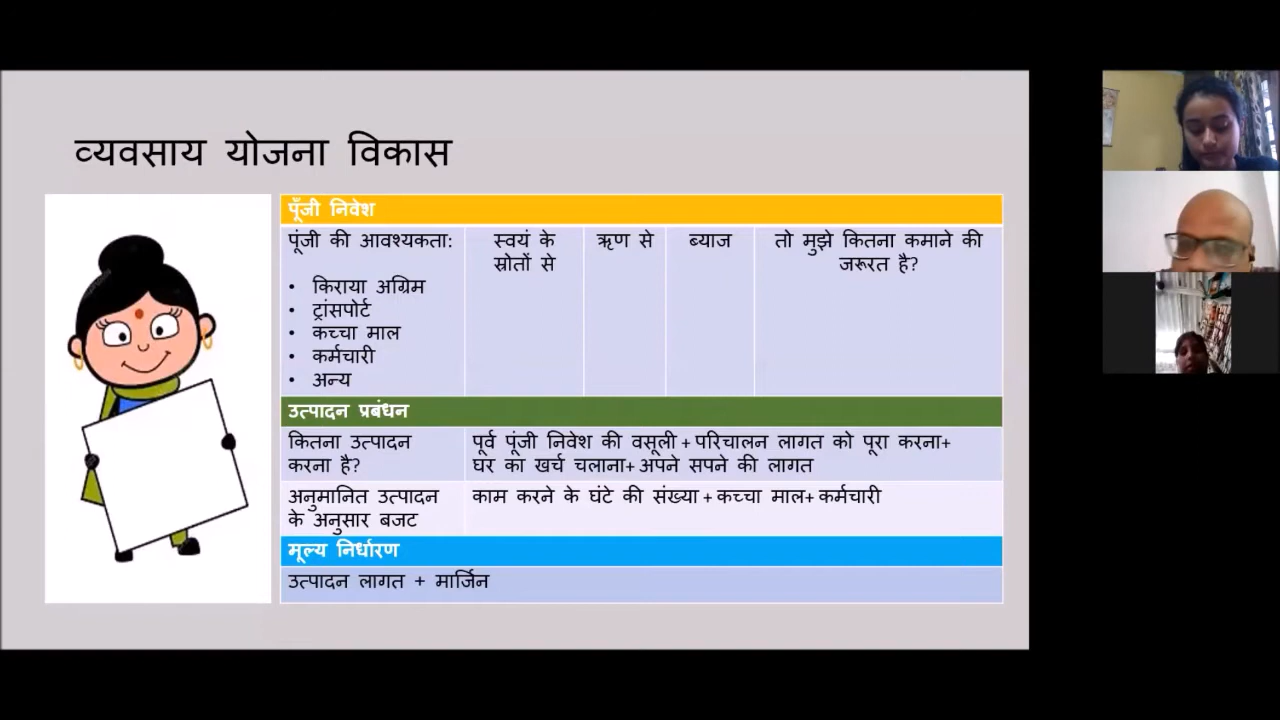 व्यवसाय योजना विकास
पूँजी निवेश
पूंजी की आवश्यकता:
• किराया अग्रिम
• ट्रांसपोर्ट
• कच्चा माल
• कर्मचारी
• अन्य
स्वयं के
स्रोतों से
ऋण से
ब्याज
तो मुझे कितना कमाने की
जरूरत है?
उत्पादन प्रबंधन
कितना उत्पादन
करना है?
पूर्व पूंजी निवेश की वसूली + परिचालन लागत को पूरा करना+
घर का खर्च चलाना+ अपने सपने की लागत
अनुमानित उत्पादन
के अनुसार बजट
काम करने के घंटे की संख्या + कच्चा माल+ कर्मचारी
मूल्य निर्धारण
उत्पादन लागत + मार्जिन